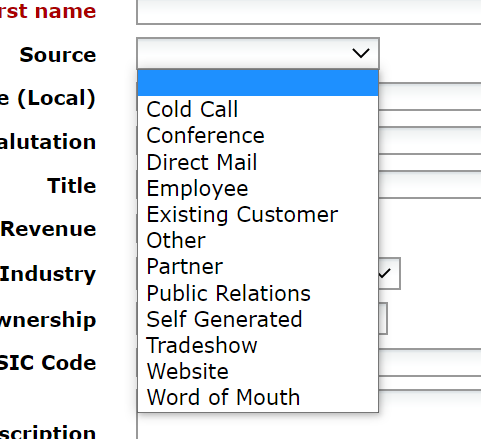 rst name
Source
Cold Call
e (Local)
Conference
alutation
Direct Mail
Title
Employee
Existing Customer
Revenue
Other
Industry
Partner
Public Relations
wnership
Self Generated
Tradeshow
SIC Code
Website
Word of Mouth
scription